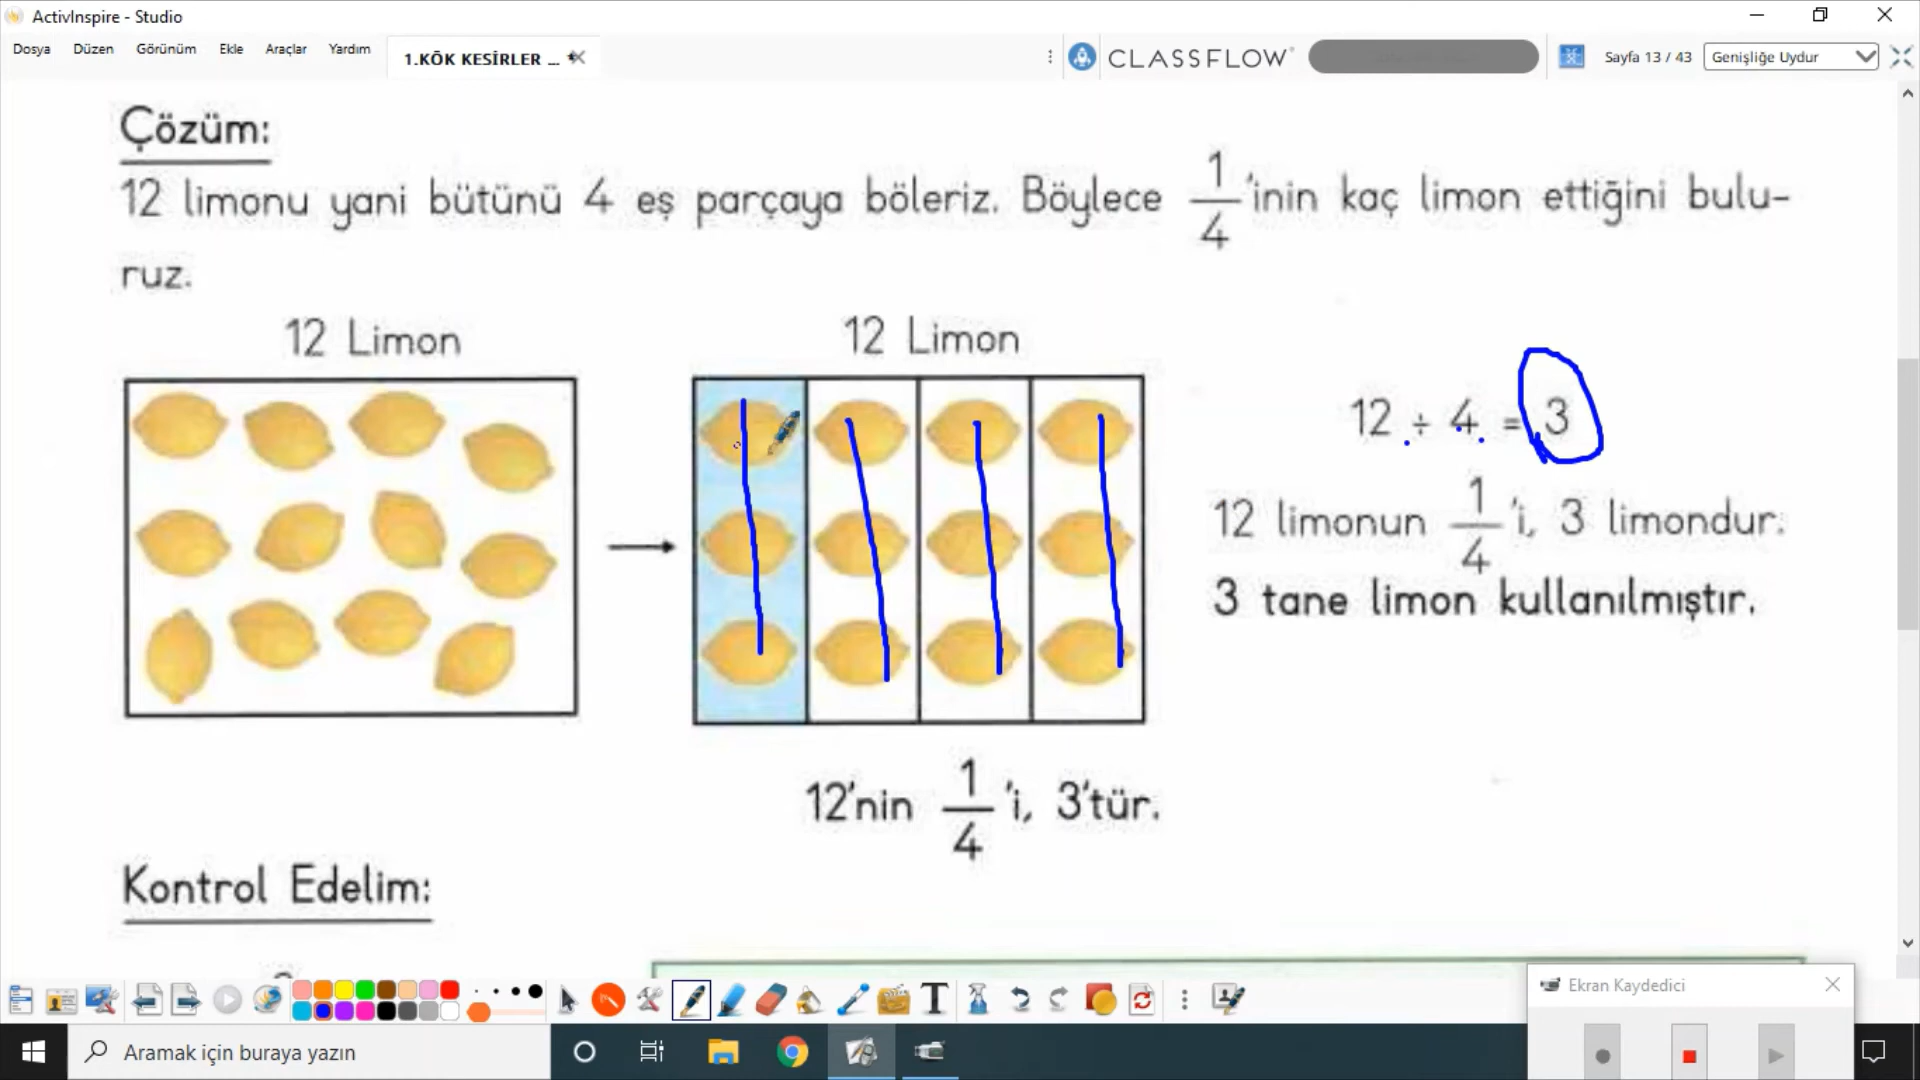 ActivInspire - Studio
Dosya Düzen Görünüm Ekle Araçlar Yardım
1.KÖK KESİRLER ...
CLASSFLOW
Sayfa 13 / 43
Genişliğe Uydur
Çözüm:
12 limonu yani bütünü 4 eş parçaya böleriz. Böylece 1/4'inin kaç limon ettiğini bulu-
ruz.
12 Limon
12 Limon
12 ÷ 4 = 3
12 limonun 1/4'i, 3 limondur.
3 tane limon kullanılmıştır.
12'nin 1/4'i, 3'tür.
Kontrol Edelim:
Ekran Kaydedici
Aramak için buraya yazın